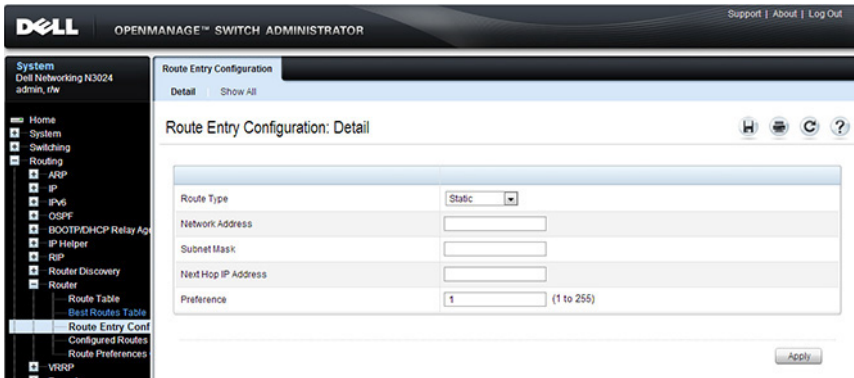 Support | About | Log Out
DELL OPENMANAGE™ SWITCH ADMINISTRATOR
System
Dell Networking N3024
admin, r/w
Home
System
Switching
Routing
ARP
IP
IPv6
OSPF
BOOTP/DHCP Relay Age
IP Helper
RIP
Router Discovery
Router
Route Table
Best Routes Table
Route Entry Conf
Configured Routes
Route Preferences
VRRP
Route Entry Configuration
Detail Show All
Route Entry Configuration: Detail
Route Type Static
Network Address
Subnet Mask
Next Hop IP Address
Preference 1 (1 to 255)
Apply